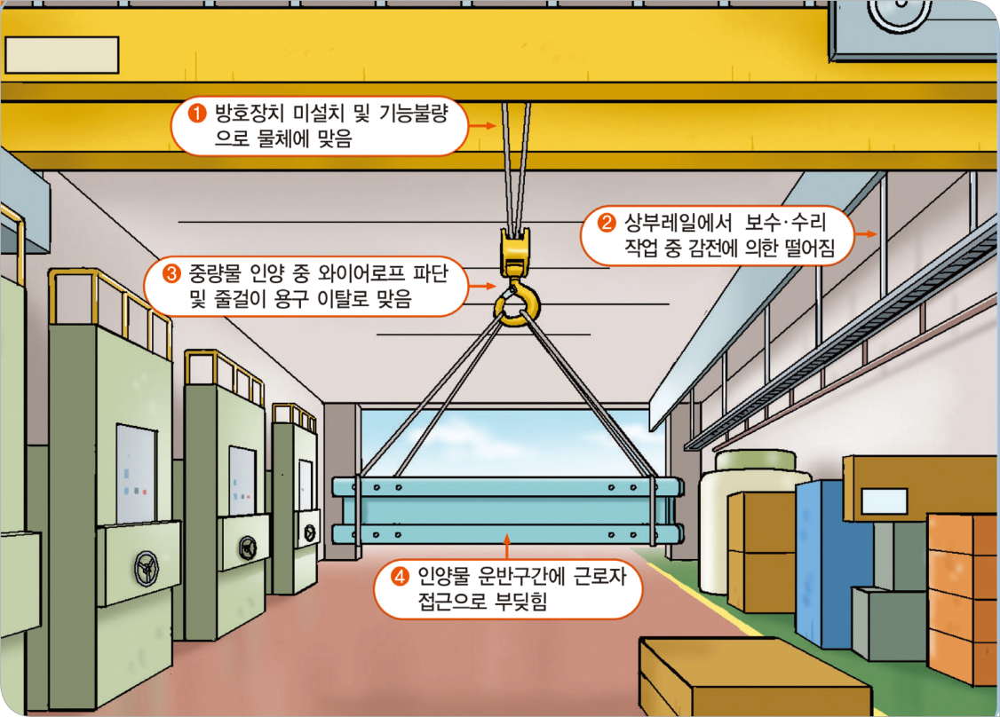 ❶ 방호장치 미설치 및 기능불량
으로 물체에 맞음
❷ 상부레일에서 보수·수리
작업 중 감전에 의한 떨어짐
❸ 중량물 인양 중 와이어로프 파단
및 줄걸이 용구 이탈로 맞음
❹ 인양물 운반구간에 근로자
접근으로 부딪힘